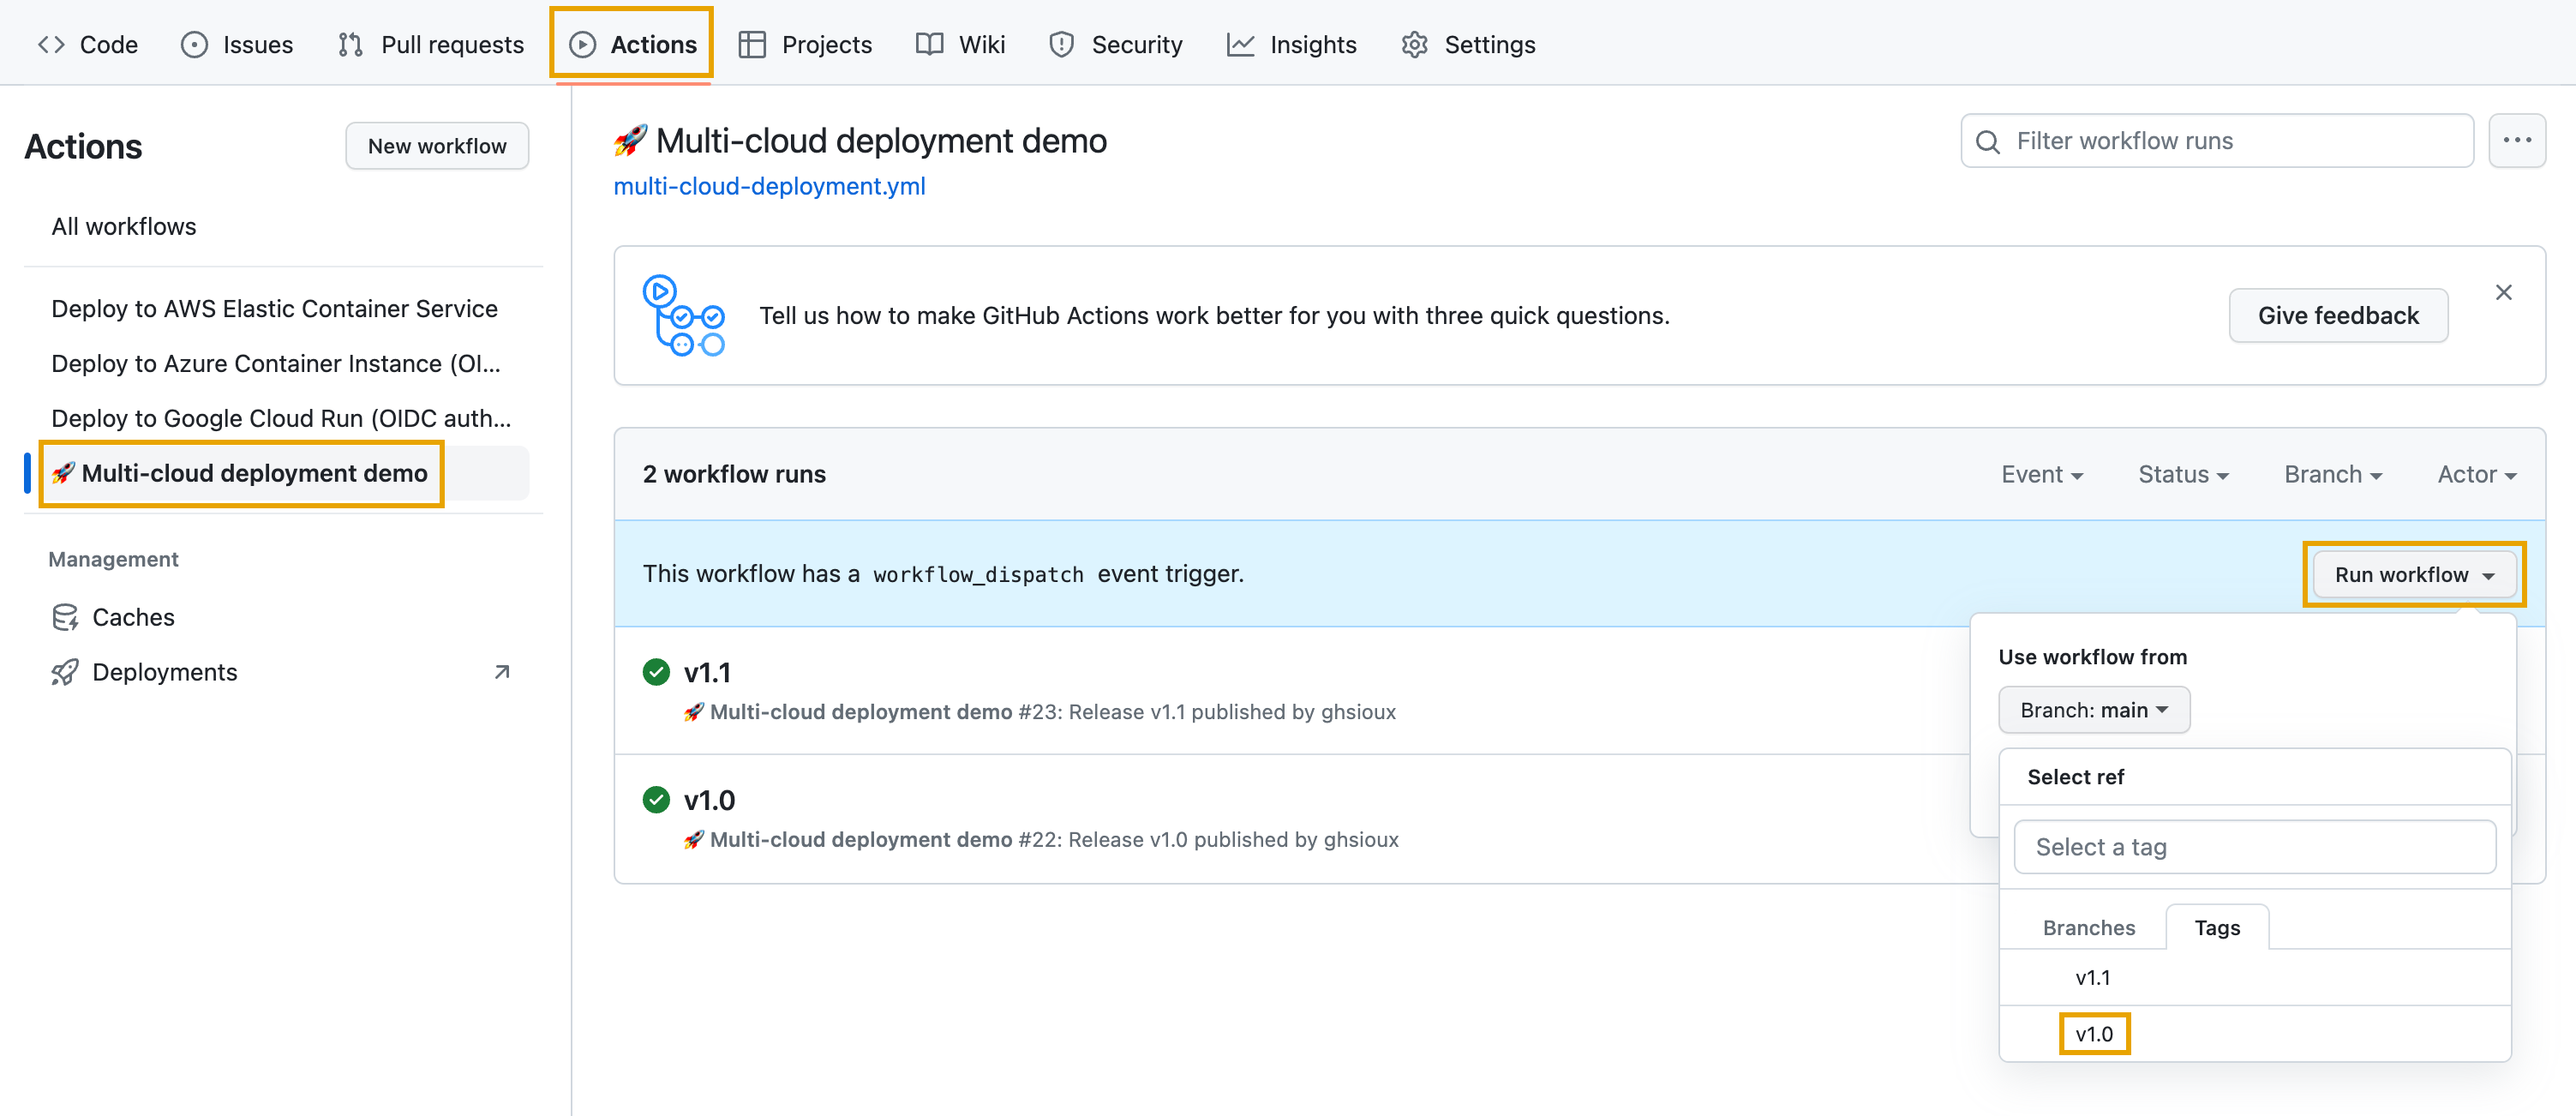 Code Issues Pull requests Actions Projects Wiki Security Insights Settings
Actions
New workflow
All workflows
Deploy to AWS Elastic Container Service
Deploy to Azure Container Instance (OI...
Deploy to Google Cloud Run (OIDC auth...
🚀 Multi-cloud deployment demo
Management
Caches
Deployments
🚀 Multi-cloud deployment demo
multi-cloud-deployment.yml
Filter workflow runs
Tell us how to make GitHub Actions work better for you with three quick questions.
Give feedback
2 workflow runs
Event Status Branch Actor
This workflow has a workflow_dispatch event trigger.
Run workflow
v1.1
🚀 Multi-cloud deployment demo #23: Release v1.1 published by ghsioux
v1.0
🚀 Multi-cloud deployment demo #22: Release v1.0 published by ghsioux
Use workflow from
Branch: main
Select ref
Select a tag
Branches Tags
v1.1
v1.0